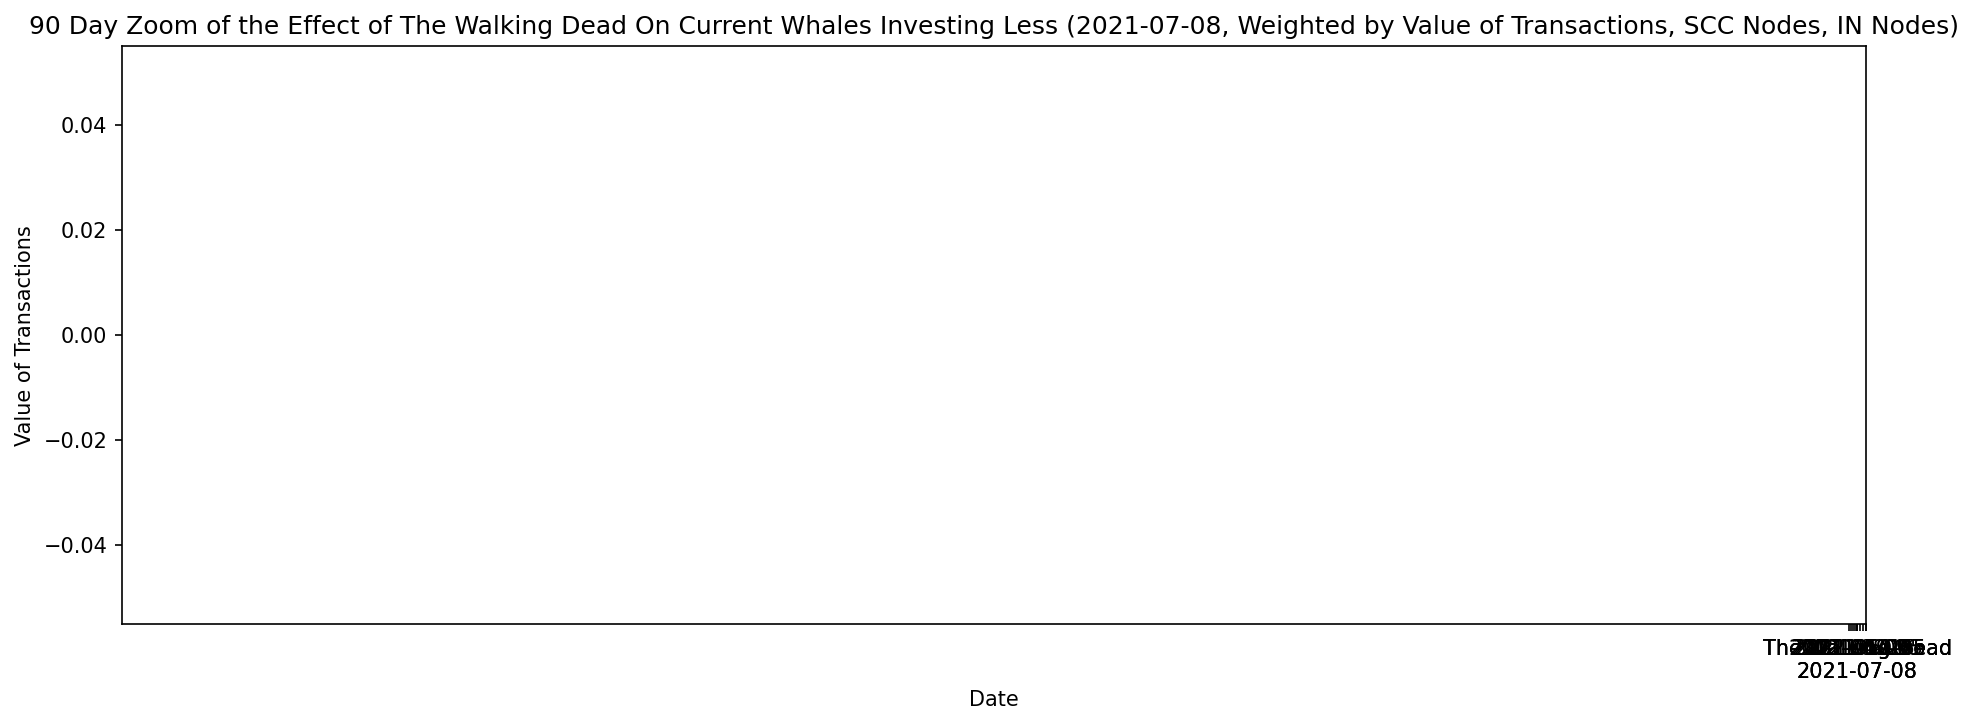 90 Day Zoom of the Effect of The Walking Dead On Current Whales Investing Less (2021-07-08, Weighted by Value of Transactions, SCC Nodes, IN Nodes)
0.04
0.02
0.00
−0.02
−0.04
Value of Transactions
2021-07-08
Date